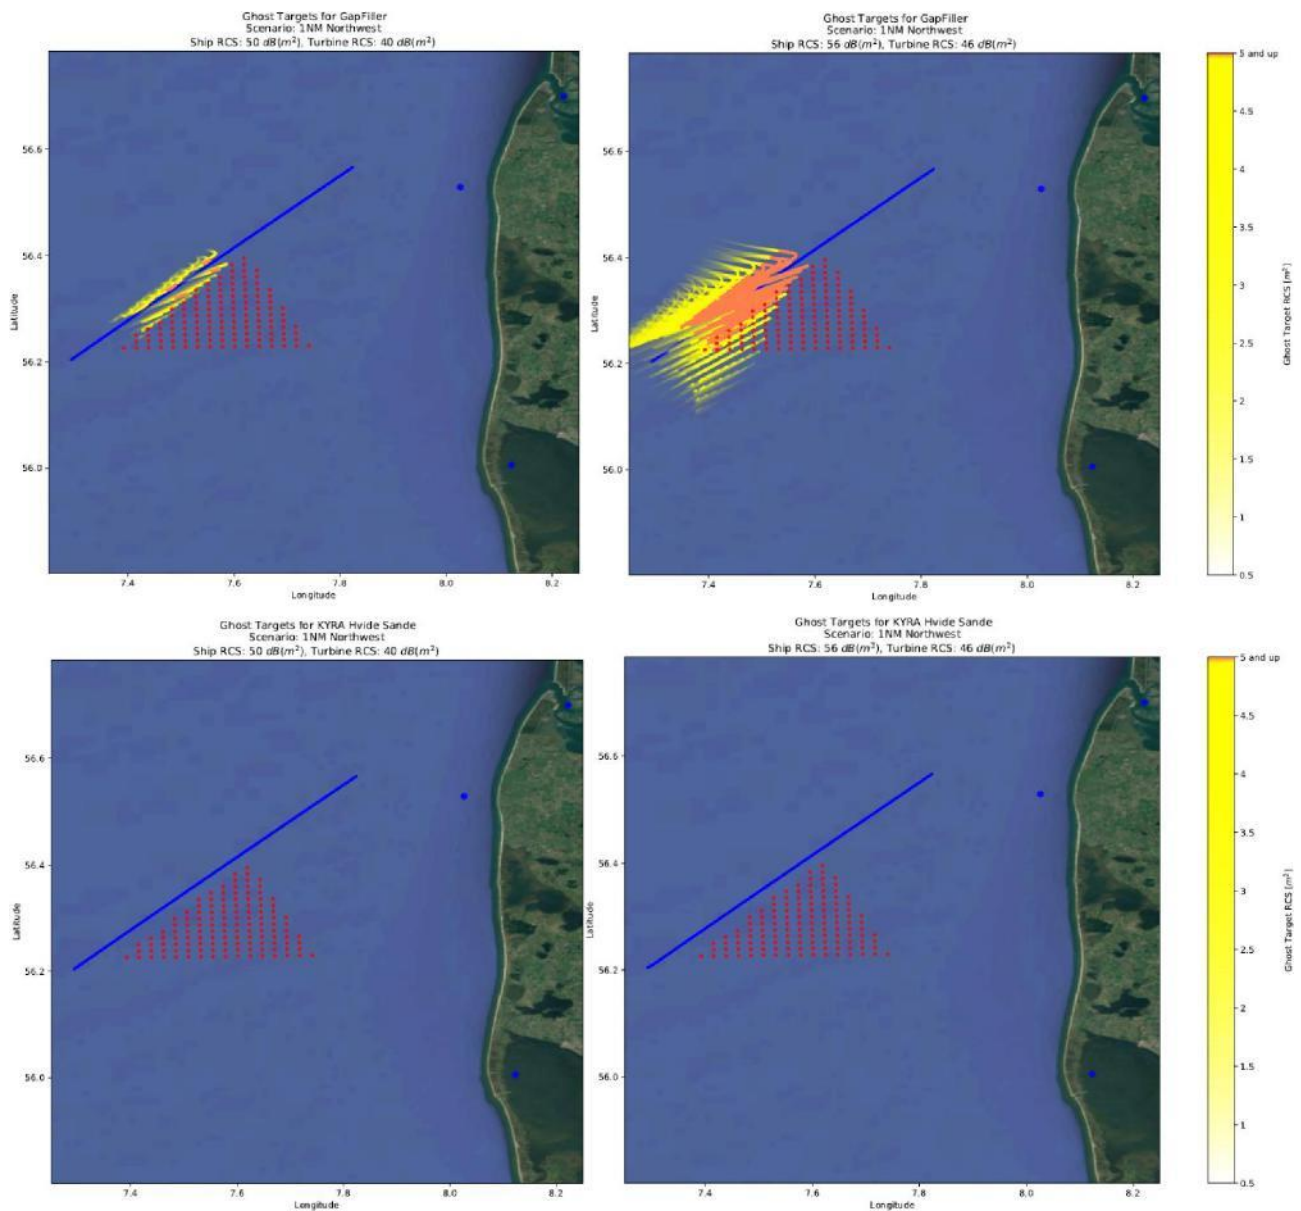 Ghost Targets for GapFiller
Scenario: 1NM Northwest
Ship RCS: 50 dB(m²), Turbine RCS: 40 dB(m²)
56.6
56.4
56.2
56.0
Latitude
7.4
7.6
7.8
8.0
8.2
Longitude
Ghost Targets for GapFiller
Scenario: 1NM Northwest
Ship RCS: 56 dB(m²), Turbine RCS: 46 dB(m²)
56.6
56.4
56.2
56.0
Latitude
7.4
7.6
7.8
8.0
8.2
Longitude
5 and up
4.5
4
3.5
3
2.5
2
1.5
1
0.5
Ghost Target RCS [m²]
Ghost Targets for KYRA Hvide Sande
Scenario: 1NM Northwest
Ship RCS: 50 dB(m²), Turbine RCS: 40 dB(m²)
56.6
56.4
56.2
56.0
Latitude
7.4
7.6
7.8
8.0
8.2
Longitude
Ghost Targets for KYRA Hvide Sande
Scenario: 1NM Northwest
Ship RCS: 56 dB(m²), Turbine RCS: 46 dB(m²)
56.6
56.4
56.2
56.0
Latitude
7.4
7.6
7.8
8.0
8.2
Longitude
5 and up
4.5
4
3.5
3
2.5
2
1.5
1
0.5
Ghost Target RCS [m²]